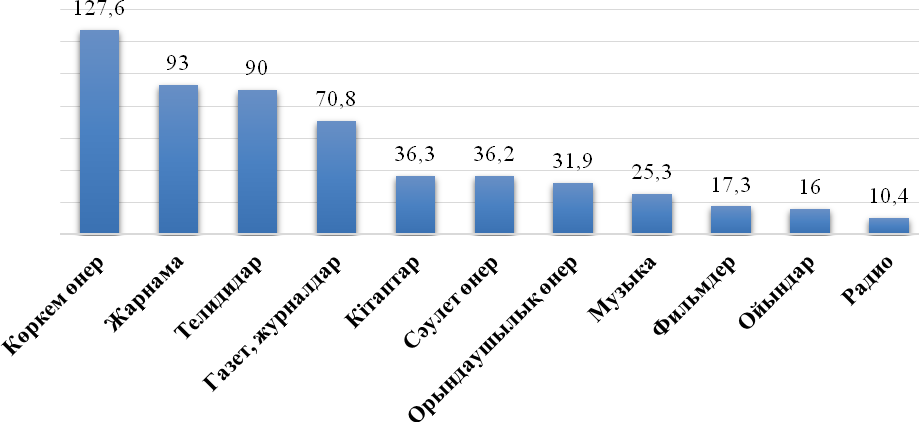 127,6
93
90
70,8
36,3
36,2
31,9
25,3
17,3
16
10,4
Көркем өнер
Жарнама
Телидидар
Газет, журналдар
Кітаптар
Сәулет өнер
Орындаушылық өнер
Музыка
Фильмдер
Ойындар
Радио